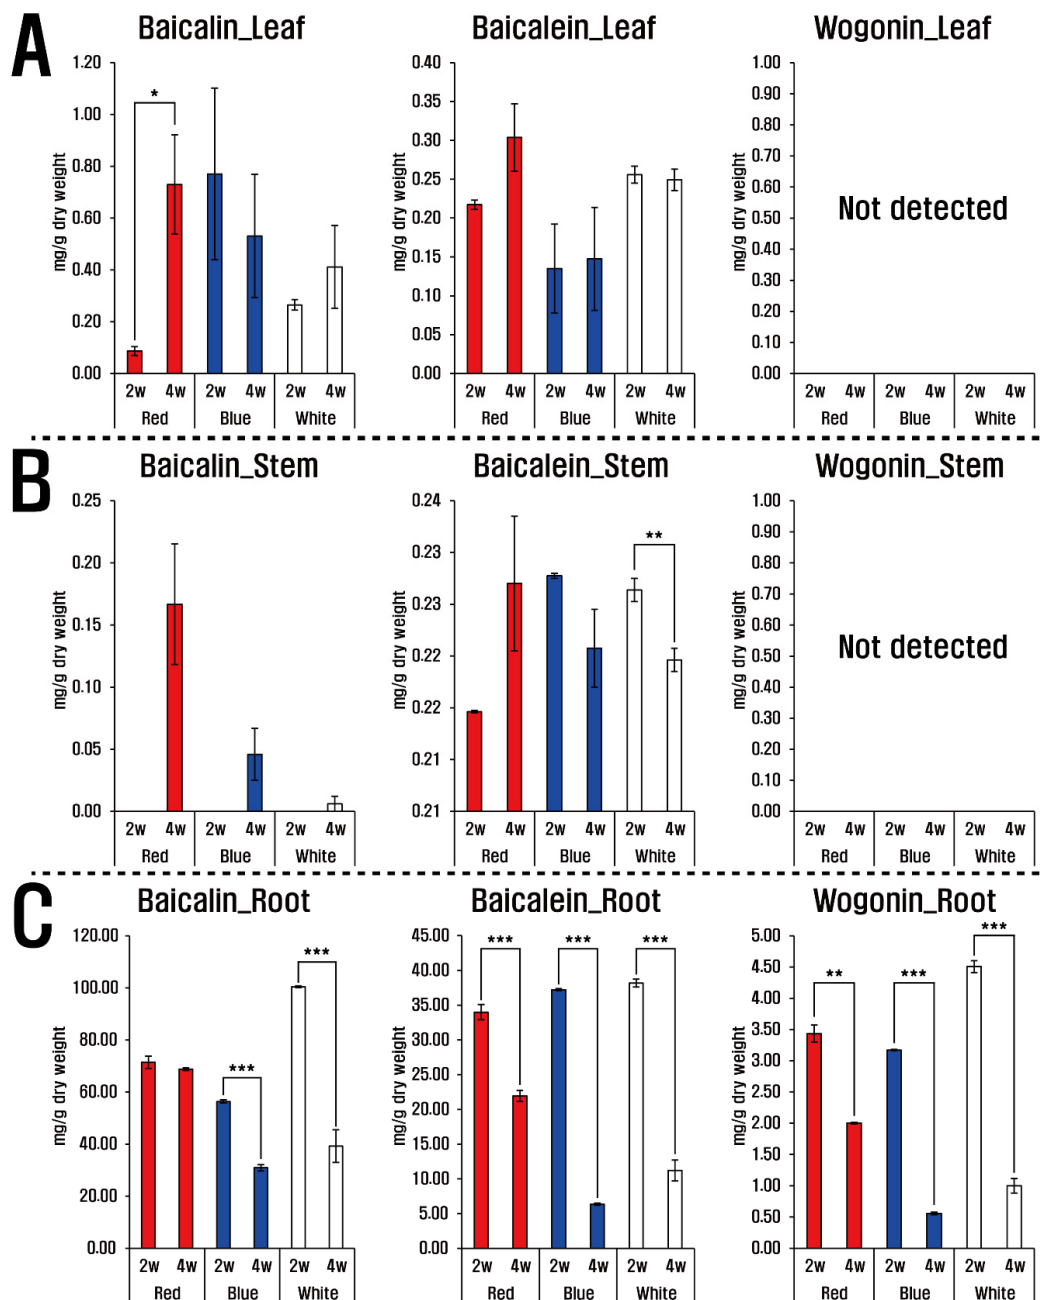 A
Baicalin_Leaf Baicalein_Leaf Wogonin_Leaf
mg/g dry weight
1.20
1.00
0.80
0.60
0.40
0.20
0.00
*
2w 4w 2w 4w 2w 4w
Red Blue White
mg/g dry weight
0.40
0.35
0.30
0.25
0.20
0.15
0.10
0.05
0.00
2w 4w 2w 4w 2w 4w
Red Blue White
mg/g dry weight
1.00
0.90
0.80
0.70
0.60
0.50
0.40
0.30
0.20
0.10
0.00
Not detected
2w 4w 2w 4w 2w 4w
Red Blue White
B
Baicalin_Stem Baicalein_Stem Wogonin_Stem
mg/g dry weight
0.25
0.20
0.15
0.10
0.05
0.00
2w 4w 2w 4w 2w 4w
Red Blue White
mg/g dry weight
0.24
0.23
0.23
0.22
0.22
0.21
0.21
**
2w 4w 2w 4w 2w 4w
Red Blue White
mg/g dry weight
1.00
0.90
0.80
0.70
0.60
0.50
0.40
0.30
0.20
0.10
0.00
Not detected
2w 4w 2w 4w 2w 4w
Red Blue White
C
Baicalin_Root Baicalein_Root Wogonin_Root
mg/g dry weight
120.00
100.00
80.00
60.00
40.00
20.00
0.00
*** ***
2w 4w 2w 4w 2w 4w
Red Blue White
mg/g dry weight
45.00
40.00
35.00
30.00
25.00
20.00
15.00
10.00
5.00
0.00
*** *** ***
2w 4w 2w 4w 2w 4w
Red Blue White
mg/g dry weight
5.00
4.50
4.00
3.50
3.00
2.50
2.00
1.50
1.00
0.50
0.00
** *** ***
2w 4w 2w 4w 2w 4w
Red Blue White